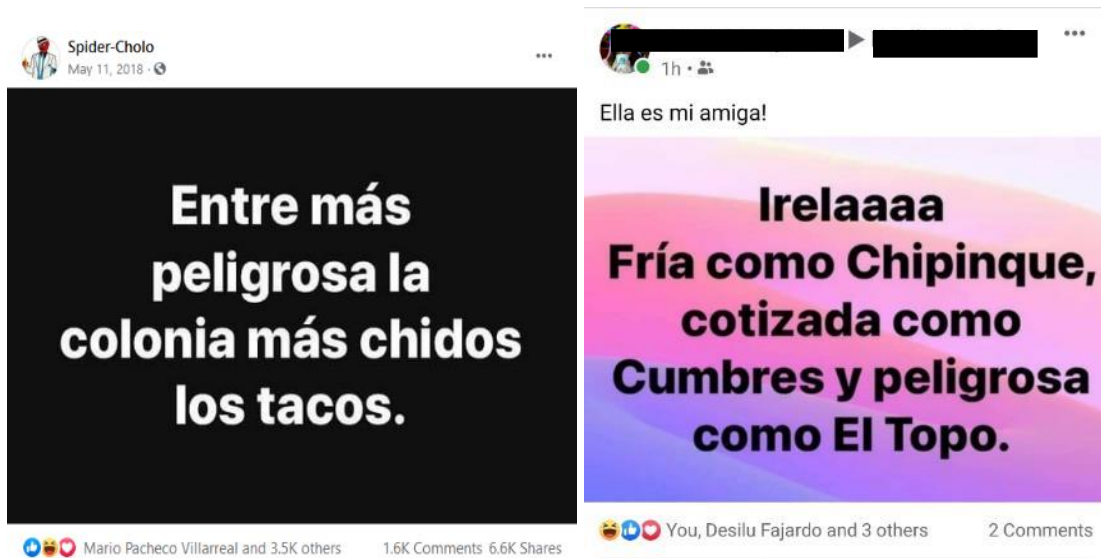 Spider-Cholo
May 11, 2018
Entre más
peligrosa la
colonia más chidos
los tacos.
Mario Pacheco Villarreal and 3.5K others 1.6K Comments 6.6K Shares
1h
Ella es mi amiga!
Irelaaaa
Fría como Chipinque,
cotizada como
Cumbres y peligrosa
como El Topo.
You, Desilu Fajardo and 3 others 2 Comments